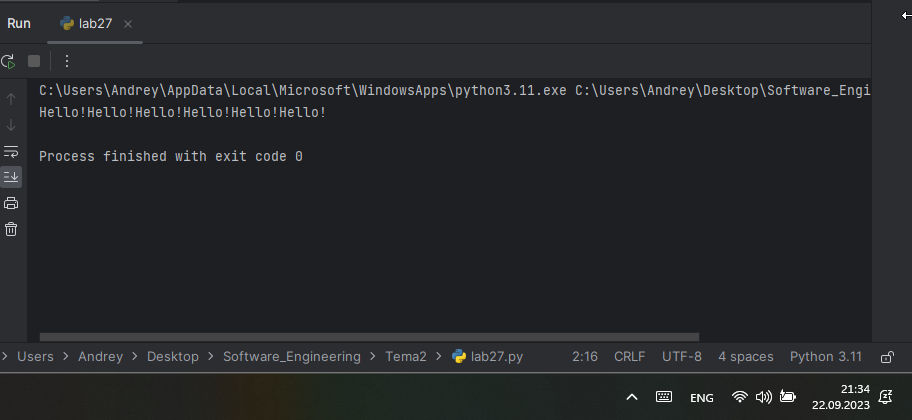 Run lab27
C:\Users\Andrey\AppData\Local\Microsoft\WindowsApps\python3.11.exe C:\Users\Andrey\Desktop\Software_Engi
Hello!Hello!Hello!Hello!Hello!Hello!
Process finished with exit code 0
Users > Andrey > Desktop > Software_Engineering > Tema2 > lab27.py 2:16 CRLF UTF-8 4 spaces Python 3.11
ENG 21:34
22.09.2023